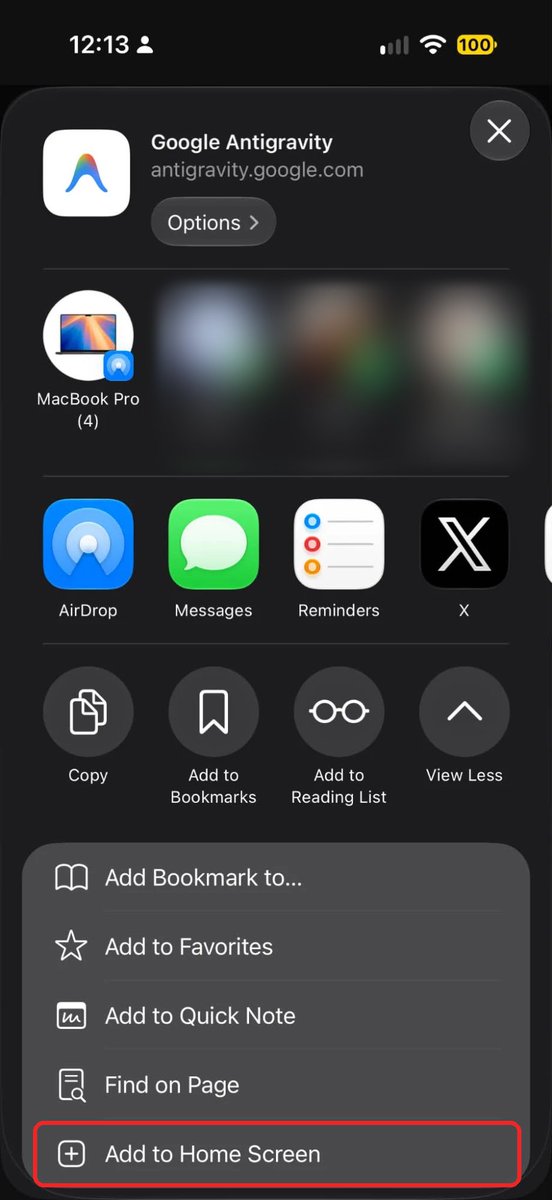 12:13
100
Google Antigravity
antigravity.google.com
Options
MacBook Pro
(4)
AirDrop
Messages
Reminders
X
Copy
Add to
Bookmarks
Add to
Reading List
View Less
Add Bookmark to...
Add to Favorites
Add to Quick Note
Find on Page
Add to Home Screen